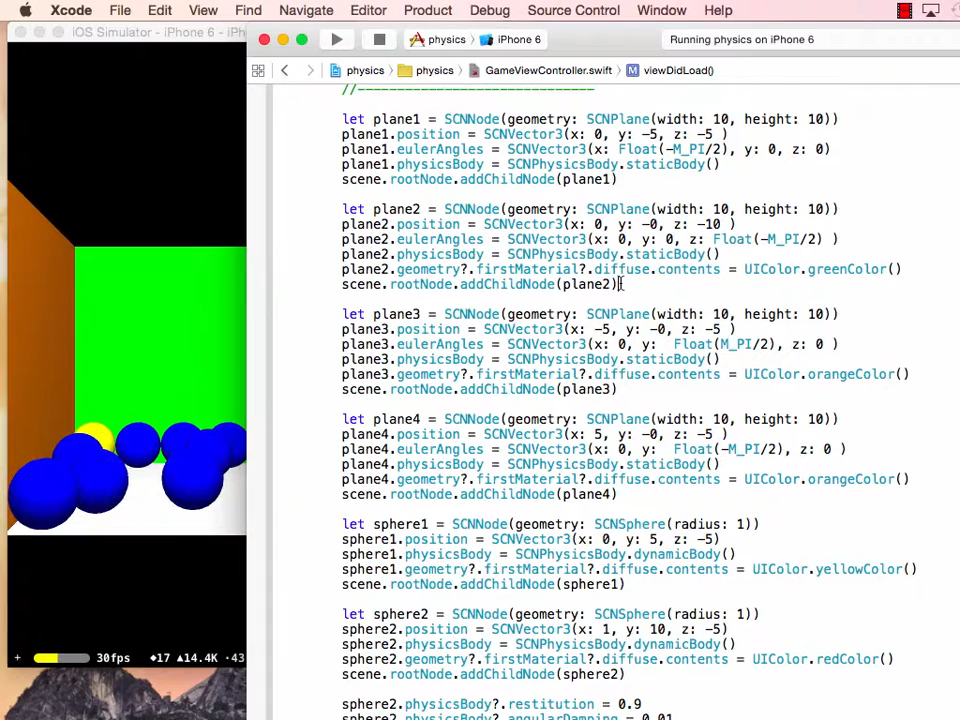 Xcode File Edit View Find Navigate Editor Product Debug Source Control Window Help
iOS Simulator - iPhone 6 - iPh
physics iPhone 6 Running physics on iPhone 6
physics physics GameViewController.swift M viewDidLoad()
//------------------------------
let plane1 = SCNNode(geometry: SCNPlane(width: 10, height: 10))
plane1.position = SCNVector3(x: 0, y: -5, z: -5 )
plane1.eulerAngles = SCNVector3(x: Float(-M_PI/2), y: 0, z: 0)
plane1.physicsBody = SCNPhysicsBody.staticBody()
scene.rootNode.addChildNode(plane1)
let plane2 = SCNNode(geometry: SCNPlane(width: 10, height: 10))
plane2.position = SCNVector3(x: 0, y: -0, z: -10 )
plane2.eulerAngles = SCNVector3(x: 0, y: 0, z: Float(-M_PI/2) )
plane2.physicsBody = SCNPhysicsBody.staticBody()
plane2.geometry?.firstMaterial?.diffuse.contents = UIColor.greenColor()
scene.rootNode.addChildNode(plane2)
let plane3 = SCNNode(geometry: SCNPlane(width: 10, height: 10))
plane3.position = SCNVector3(x: -5, y: -0, z: -5 )
plane3.eulerAngles = SCNVector3(x: 0, y:  Float(M_PI/2), z: 0 )
plane3.physicsBody = SCNPhysicsBody.staticBody()
plane3.geometry?.firstMaterial?.diffuse.contents = UIColor.orangeColor()
scene.rootNode.addChildNode(plane3)
let plane4 = SCNNode(geometry: SCNPlane(width: 10, height: 10))
plane4.position = SCNVector3(x: 5, y: -0, z: -5 )
plane4.eulerAngles = SCNVector3(x: 0, y:  Float(-M_PI/2), z: 0 )
plane4.physicsBody = SCNPhysicsBody.staticBody()
plane4.geometry?.firstMaterial?.diffuse.contents = UIColor.orangeColor()
scene.rootNode.addChildNode(plane4)
let sphere1 = SCNNode(geometry: SCNSphere(radius: 1))
sphere1.position = SCNVector3(x: 0, y: 5, z: -5)
sphere1.physicsBody = SCNPhysicsBody.dynamicBody()
sphere1.geometry?.firstMaterial?.diffuse.contents = UIColor.yellowColor()
scene.rootNode.addChildNode(sphere1)
let sphere2 = SCNNode(geometry: SCNSphere(radius: 1))
sphere2.position = SCNVector3(x: 1, y: 10, z: -5)
sphere2.physicsBody = SCNPhysicsBody.dynamicBody()
sphere2.geometry?.firstMaterial?.diffuse.contents = UIColor.redColor()
scene.rootNode.addChildNode(sphere2)
sphere2.physicsBody?.restitution = 0.9
sphere2.physicsBody?.angularDamping = 0.01
+ 30fps ◆17 ▲14.4K ·43